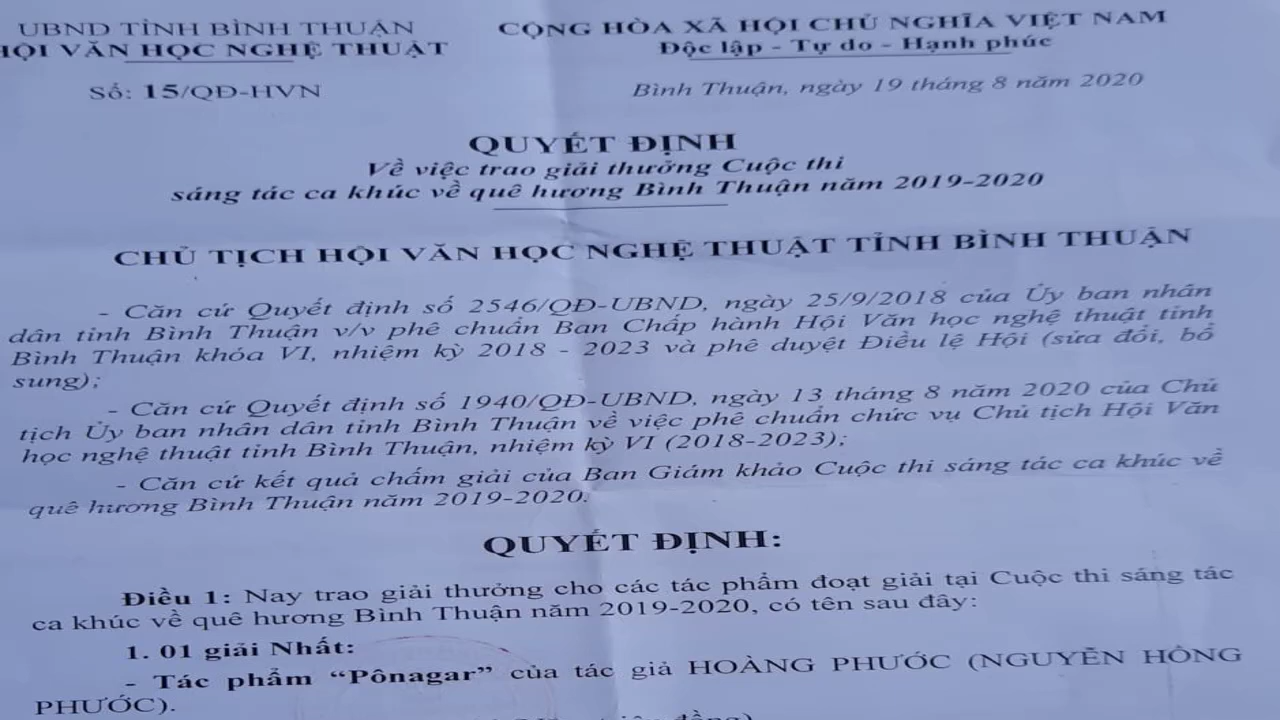 UBND TỈNH BÌNH THUẬN
HỘI VĂN HỌC NGHỆ THUẬT
CỘNG HÒA XÃ HỘI CHỦ NGHĨA VIỆT NAM
Độc lập - Tự do - Hạnh phúc
Số: 15/QĐ-HVN
Bình Thuận, ngày 19 tháng 8 năm 2020
QUYẾT ĐỊNH
Về việc trao giải thưởng Cuộc thi
sáng tác ca khúc về quê hương Bình Thuận năm 2019-2020
CHỦ TỊCH HỘI VĂN HỌC NGHỆ THUẬT TỈNH BÌNH THUẬN
- Căn cứ Quyết định số 2546/QĐ-UBND, ngày 25/9/2018 của Ủy ban nhân
dân tỉnh Bình Thuận v/v phê chuẩn Ban Chấp hành Hội Văn học nghệ thuật tỉnh
Bình Thuận khóa VI, nhiệm kỳ 2018 - 2023 và phê duyệt Điều lệ Hội (sửa đổi, bổ
sung);
- Căn cứ Quyết định số 1940/QĐ-UBND, ngày 13 tháng 8 năm 2020 của Chủ
tịch Ủy ban nhân dân tỉnh Bình Thuận về việc phê chuẩn chức vụ Chủ tịch Hội Văn
học nghệ thuật tỉnh Bình Thuận, nhiệm kỳ VI (2018-2023);
- Căn cứ kết quả chấm giải của Ban Giám khảo Cuộc thi sáng tác ca khúc về
quê hương Bình Thuận năm 2019-2020.
QUYẾT ĐỊNH:
Điều 1: Nay trao giải thưởng cho các tác phẩm đoạt giải tại Cuộc thi sáng tác
ca khúc về quê hương Bình Thuận năm 2019-2020, có tên sau đây:
1. 01 giải Nhất:
- Tác phẩm “Pônagar” của tác giả HOÀNG PHƯỚC (NGUYỄN HỒNG
PHƯỚC).